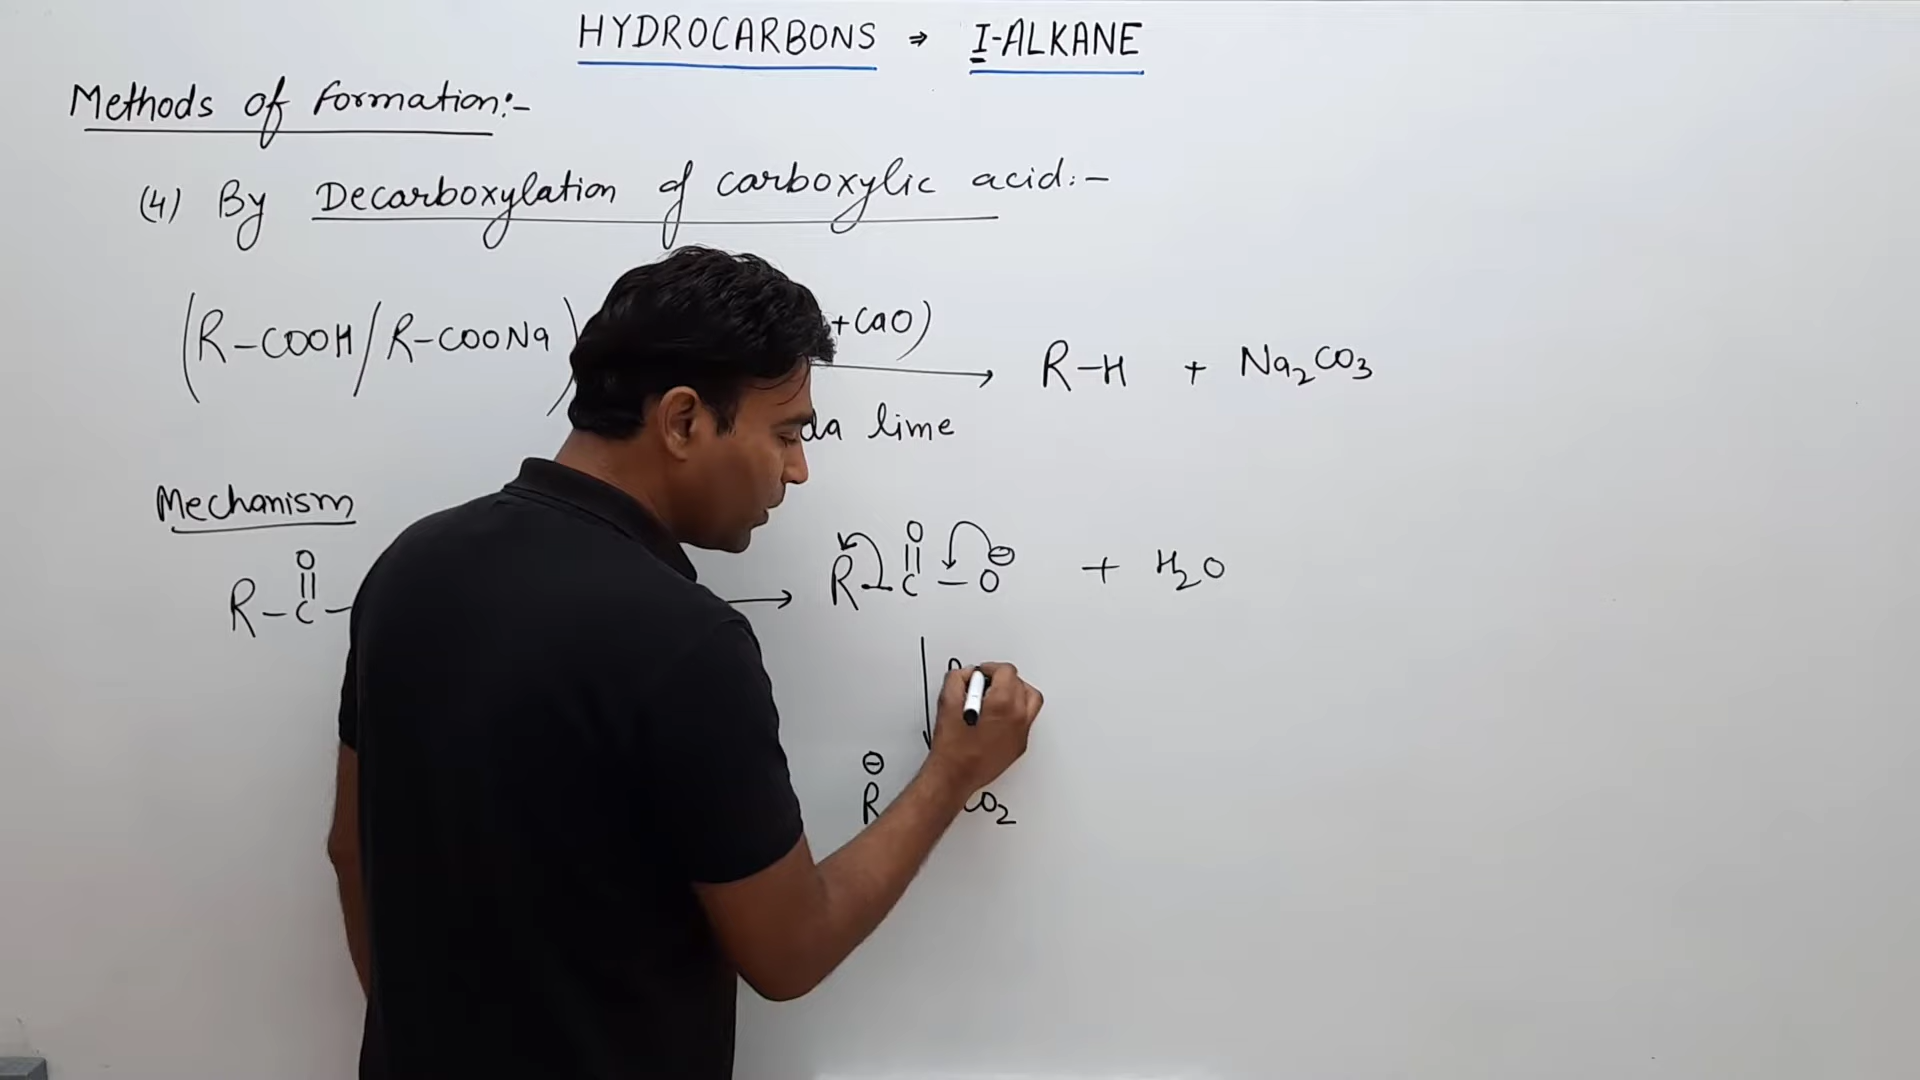 HYDROCARBONS ⇒ I-ALKANE
Methods of formation:-
(4) By Decarboxylation of carboxylic acid:-
(R-COOH/R-COONa) +CaO) → R-H + Na2CO3
lime
Mechanism
O
||
R-C-
→
O
||
R-C-O⊖ + H2O
↓
⊖
R CO2